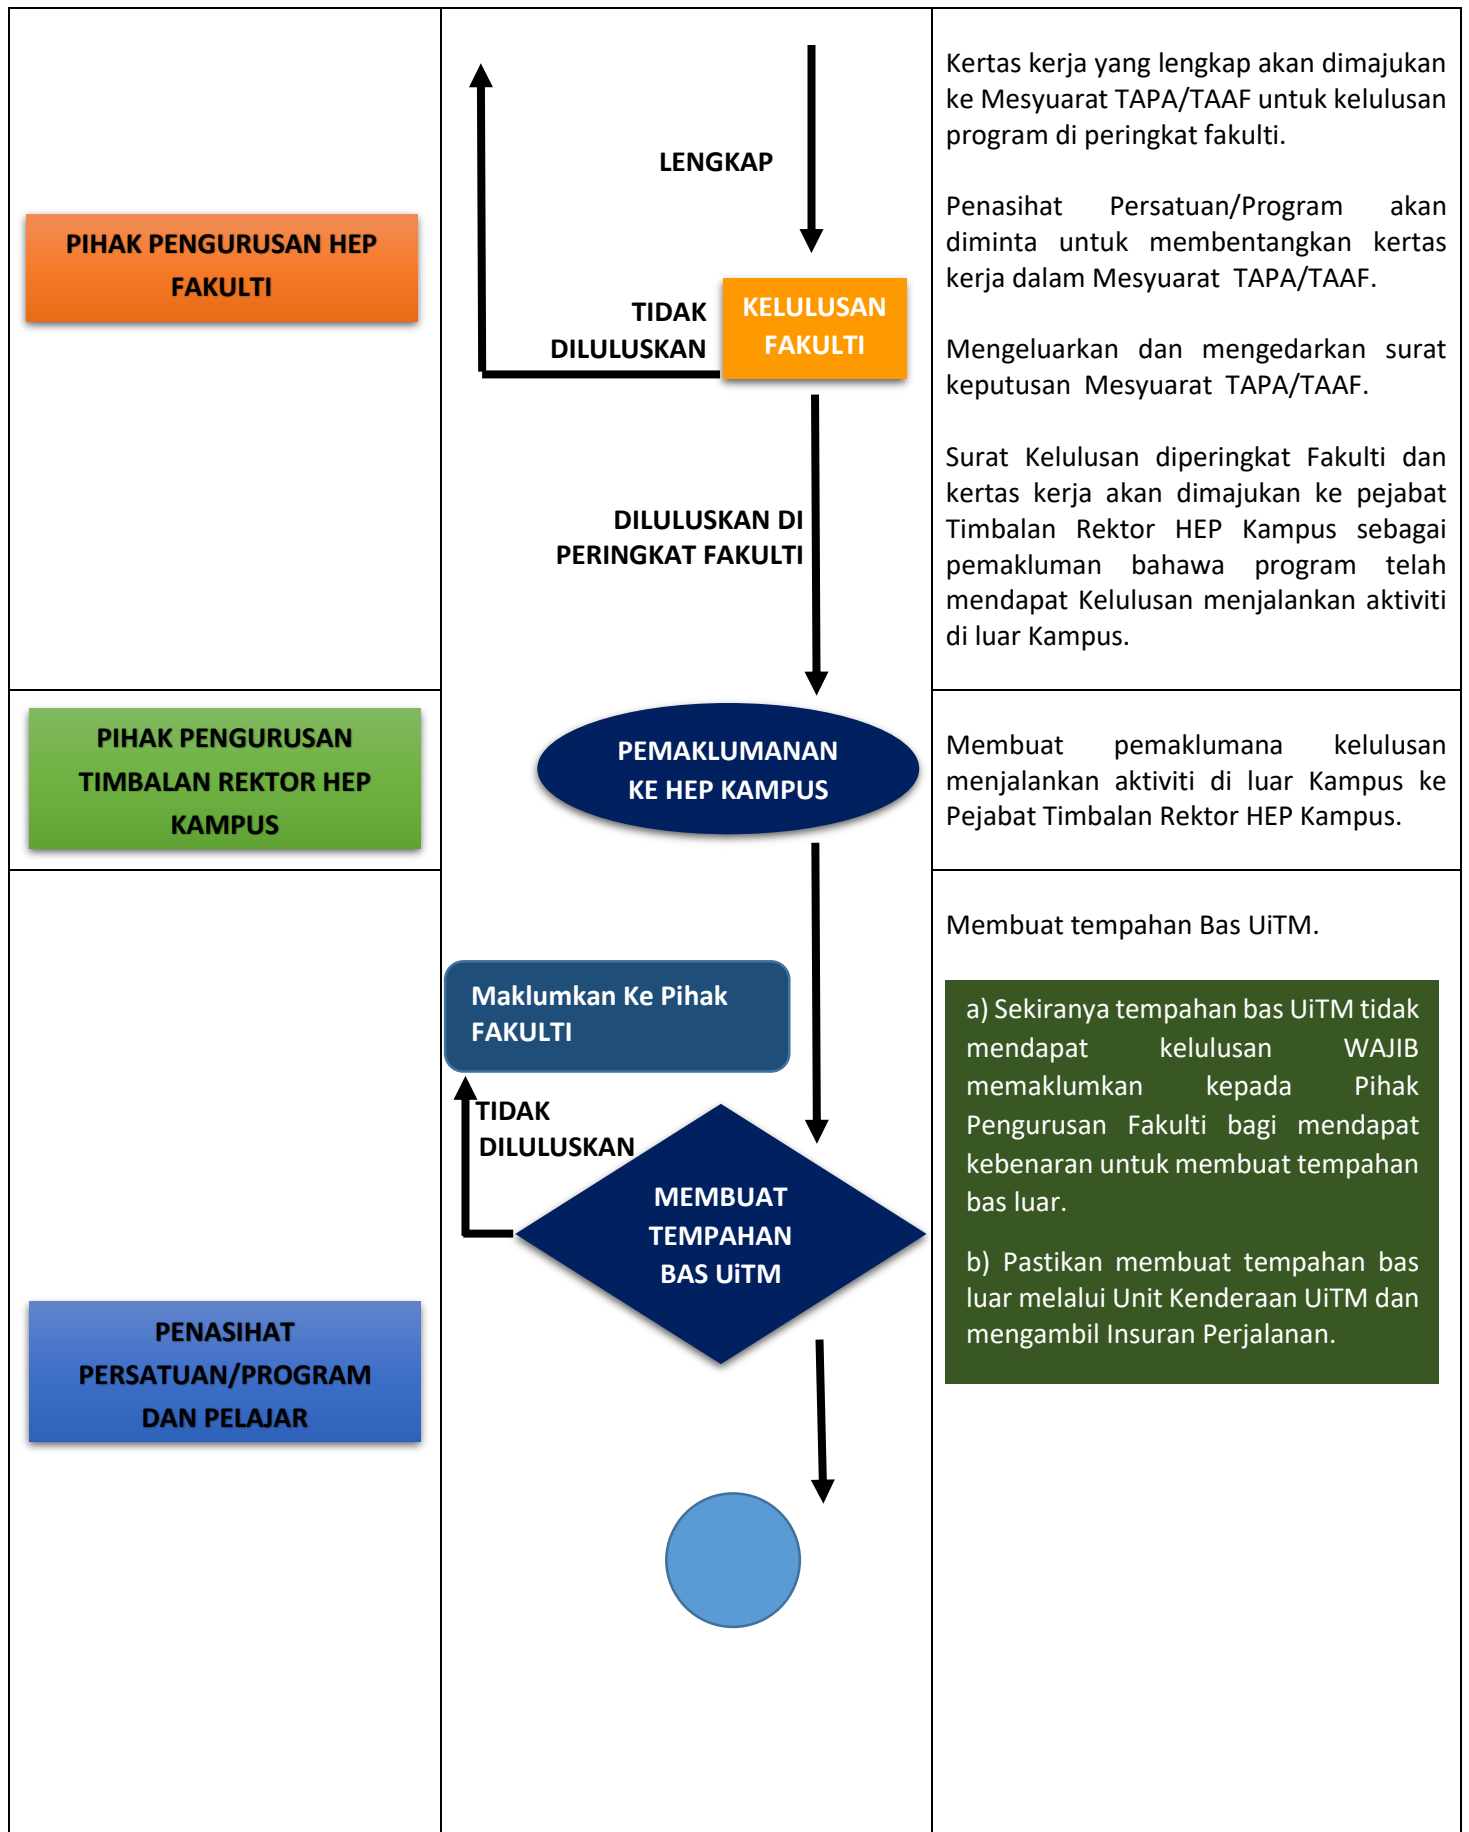 PIHAK PENGURUSAN HEP
FAKULTI
LENGKAP
TIDAK
DILULUSKAN
KELULUSAN
FAKULTI
DILULUSKAN DI
PERINGKAT FAKULTI
Kertas kerja yang lengkap akan dimajukan
ke Mesyuarat TAPA/TAAF untuk kelulusan
program di peringkat fakulti.
Penasihat Persatuan/Program akan
diminta untuk membentangkan kertas
kerja dalam Mesyuarat TAPA/TAAF.
Mengeluarkan dan mengedarkan surat
keputusan Mesyuarat TAPA/TAAF.
Surat Kelulusan diperingkat Fakulti dan
kertas kerja akan dimajukan ke pejabat
Timbalan Rektor HEP Kampus sebagai
pemakluman bahawa program telah
mendapat Kelulusan menjalankan aktiviti
di luar Kampus.
PIHAK PENGURUSAN
TIMBALAN REKTOR HEP
KAMPUS
PEMAKLUMANAN
KE HEP KAMPUS
Membuat pemaklumana kelulusan
menjalankan aktiviti di luar Kampus ke
Pejabat Timbalan Rektor HEP Kampus.
PENASIHAT
PERSATUAN/PROGRAM
DAN PELAJAR
Maklumkan Ke Pihak
FAKULTI
TIDAK
DILULUSKAN
MEMBUAT
TEMPAHAN
BAS UiTM
Membuat tempahan Bas UiTM.
a) Sekiranya tempahan bas UiTM tidak
mendapat kelulusan WAJIB
memaklumkan kepada Pihak
Pengurusan Fakulti bagi mendapat
kebenaran untuk membuat tempahan
bas luar.
b) Pastikan membuat tempahan bas
luar melalui Unit Kenderaan UiTM dan
mengambil Insuran Perjalanan.